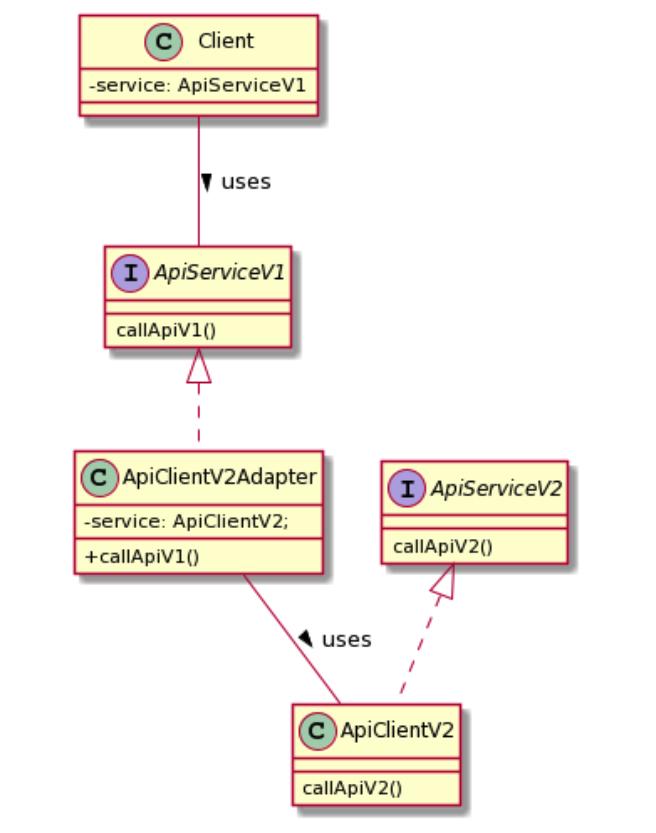 C Client
-service: ApiServiceV1
uses
I ApiServiceV1
callApiV1()
C ApiClientV2Adapter
-service: ApiClientV2;
+callApiV1()
I ApiServiceV2
callApiV2()
uses
C ApiClientV2
callApiV2()